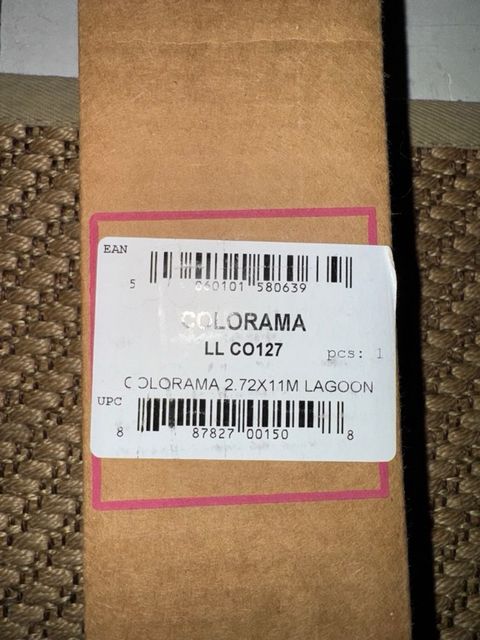 EAN
5 060101 580639
COLORAMA
LL CO127
pcs: 1
COLORAMA 2.72X11M LAGOON
UPC
8 87827 00150 8